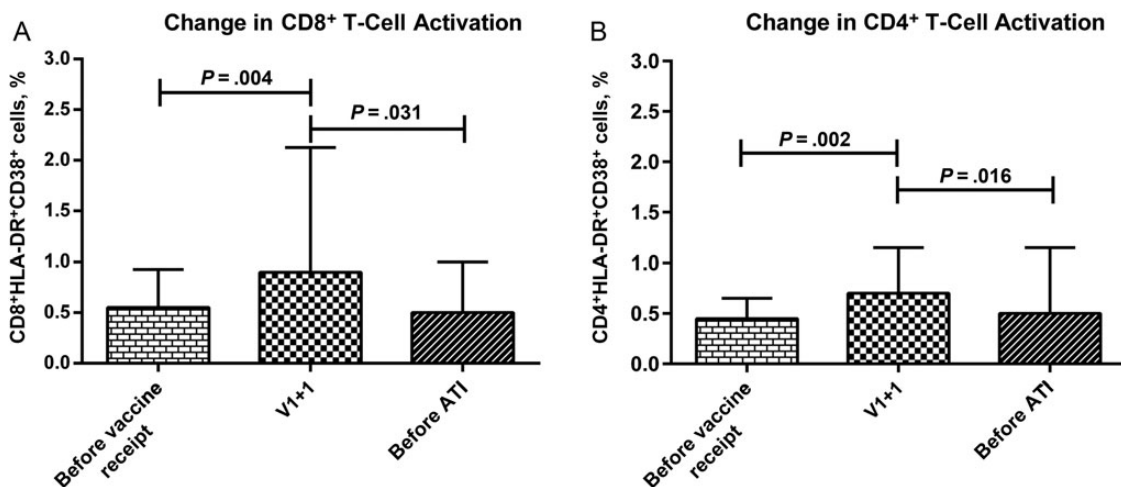 A
Change in CD8+ T-Cell Activation
CD8+HLA-DR+CD38+ cells, %
3.0
2.5
2.0
1.5
1.0
0.5
0.0
P = .004
P = .031
Before vaccine
receipt
V1+1
Before ATI
B
Change in CD4+ T-Cell Activation
CD4+HLA-DR+CD38+ cells, %
3.0
2.5
2.0
1.5
1.0
0.5
0.0
P = .002
P = .016
Before vaccine
receipt
V1+1
Before ATI